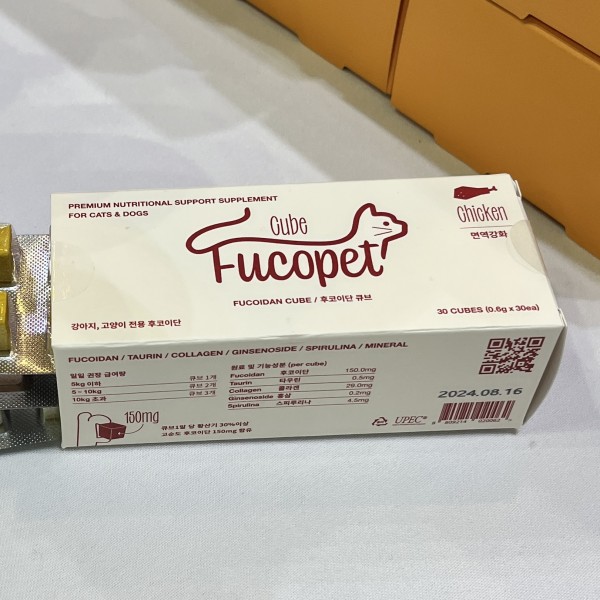 PREMIUM NUTRITIONAL SUPPORT SUPPLEMENT
FOR CATS & DOGS
Cube
Fucopet
FUCOIDAN CUBE / 후코이단 큐브
Chicken
면역강화
강아지, 고양이 전용 후코이단
30 CUBES (0.6g x 30ea)
FUCOIDAN / TAURIN / COLLAGEN / GINSENOSIDE / SPIRULINA / MINERAL
일일 권장 급여량
5kg 이하 큐브 1개
5~10kg 큐브 2개
10kg 초과 큐브 3개
원료 및 기능성분 (per cube)
Fucoidan 후코이단 150.0mg
Taurin 타우린 0.5mg
Collagen 콜라겐 29.0mg
Ginsenoside 홍삼 0.2mg
Spirulina 스피루리나 4.5mg
150mg
큐브1알 당 황산기 30%이상
고순도 후코이단 150mg 함유
UPEC
2024.08.16